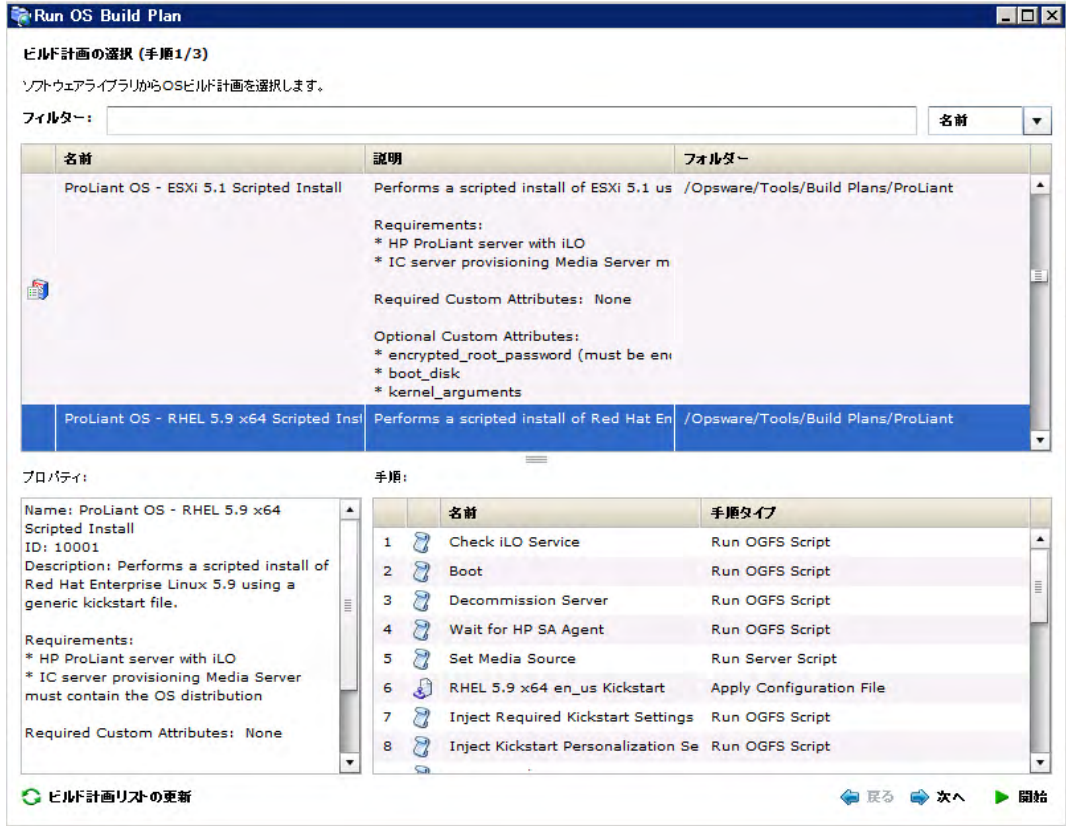 Run OS Build Plan
ビルド計画の選択 (手順1/3)
ソフトウェアライブラリからOSビルド計画を選択します。
フィルター:
名前
名前 説明 フォルダー
ProLiant OS - ESXi 5.1 Scripted Install Performs a scripted install of ESXi 5.1 us /Opsware/Tools/Build Plans/ProLiant
Requirements:
* HP ProLiant server with iLO
* IC server provisioning Media Server m
Required Custom Attributes: None
Optional Custom Attributes:
* encrypted_root_password (must be en
* boot_disk
* kernel_arguments
ProLiant OS - RHEL 5.9 x64 Scripted Inst Performs a scripted install of Red Hat En /Opsware/Tools/Build Plans/ProLiant
プロパティ:
Name: ProLiant OS - RHEL 5.9 x64
Scripted Install
ID: 10001
Description: Performs a scripted install of
Red Hat Enterprise Linux 5.9 using a
generic kickstart file.
Requirements:
* HP ProLiant server with iLO
* IC server provisioning Media Server
must contain the OS distribution
Required Custom Attributes: None
手順:
名前 手順タイプ
1 Check iLO Service Run OGFS Script
2 Boot Run OGFS Script
3 Decommission Server Run OGFS Script
4 Wait for HP SA Agent Run OGFS Script
5 Set Media Source Run Server Script
6 RHEL 5.9 x64 en_us Kickstart Apply Configuration File
7 Inject Required Kickstart Settings Run OGFS Script
8 Inject Kickstart Personalization Se Run OGFS Script
ビルド計画リストの更新
戻る 次へ 開始